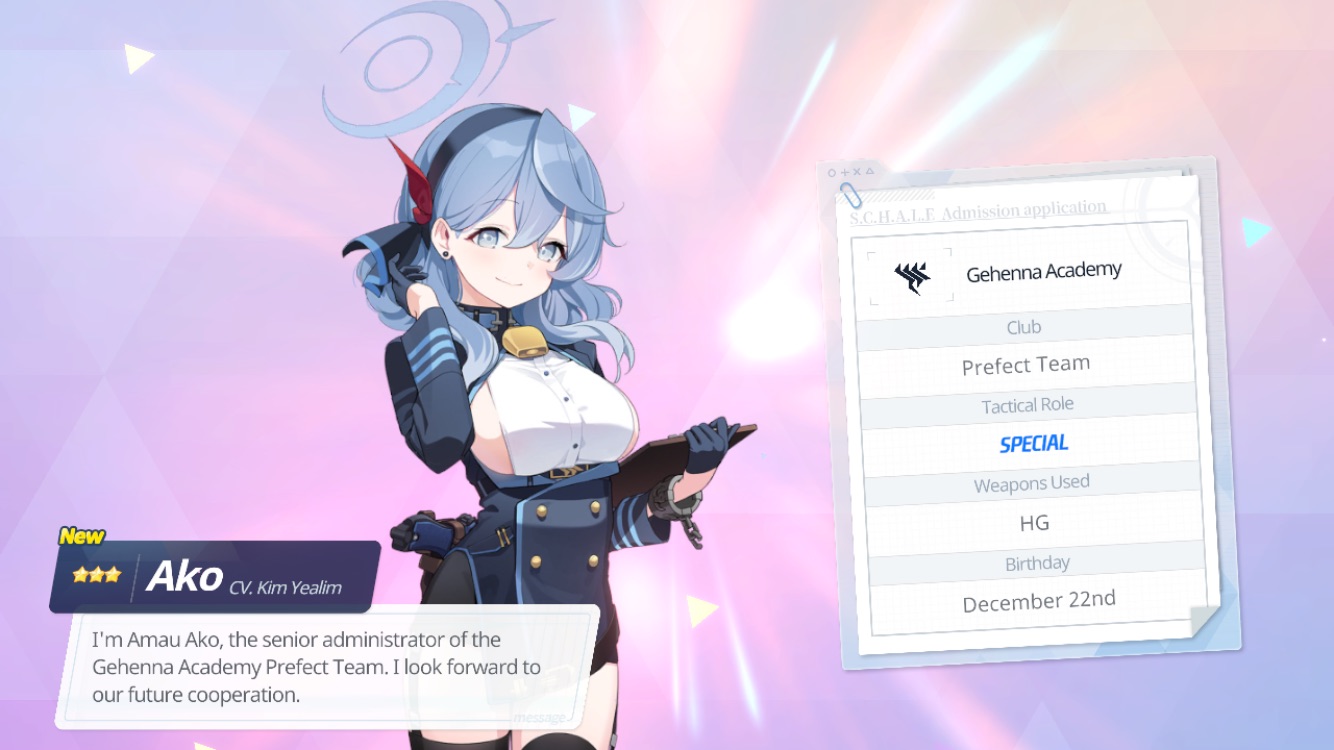 S.C.H.A.L.E Admission application
Gehenna Academy
Club
Prefect Team
Tactical Role
SPECIAL
Weapons Used
HG
Birthday
December 22nd
New
Ako CV. Kim Yealim
I'm Amau Ako, the senior administrator of the
Gehenna Academy Prefect Team. I look forward to
our future cooperation.
message